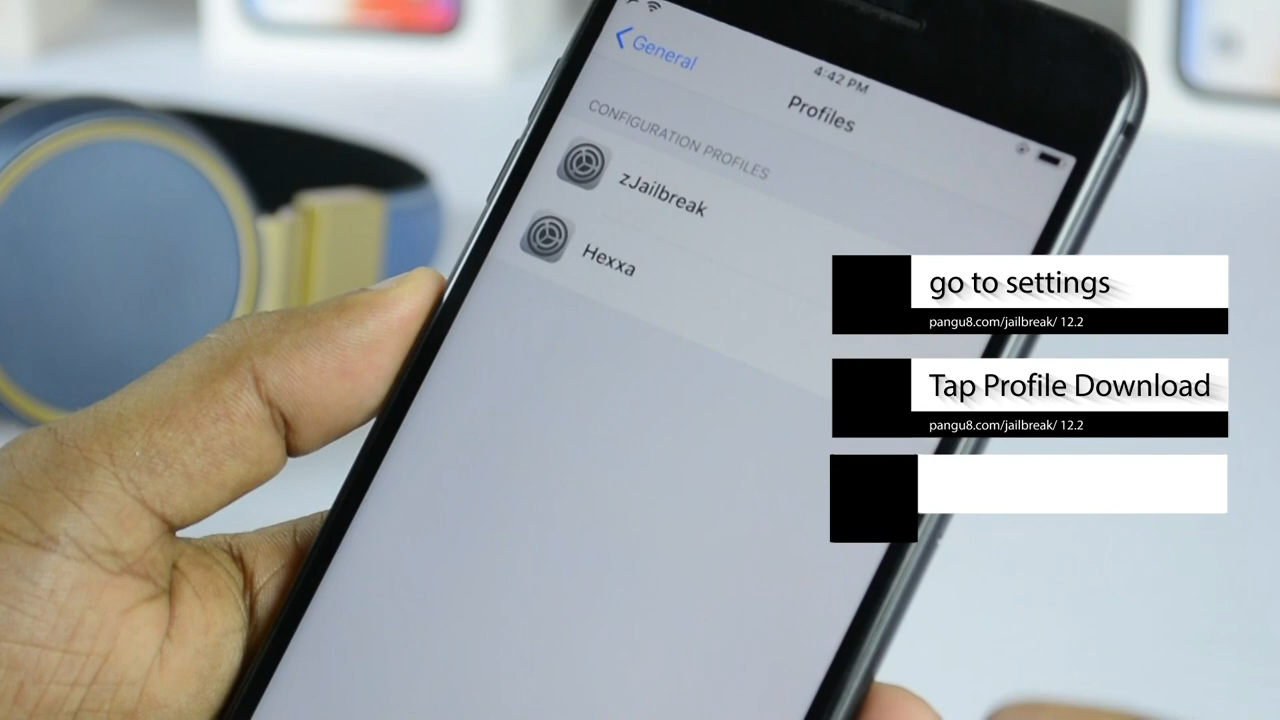 General
4:42 PM
Profiles
CONFIGURATION PROFILES
zJailbreak
Hexxa
go to settings
pangu8.com/jailbreak/ 12.2
Tap Profile Download
pangu8.com/jailbreak/ 12.2